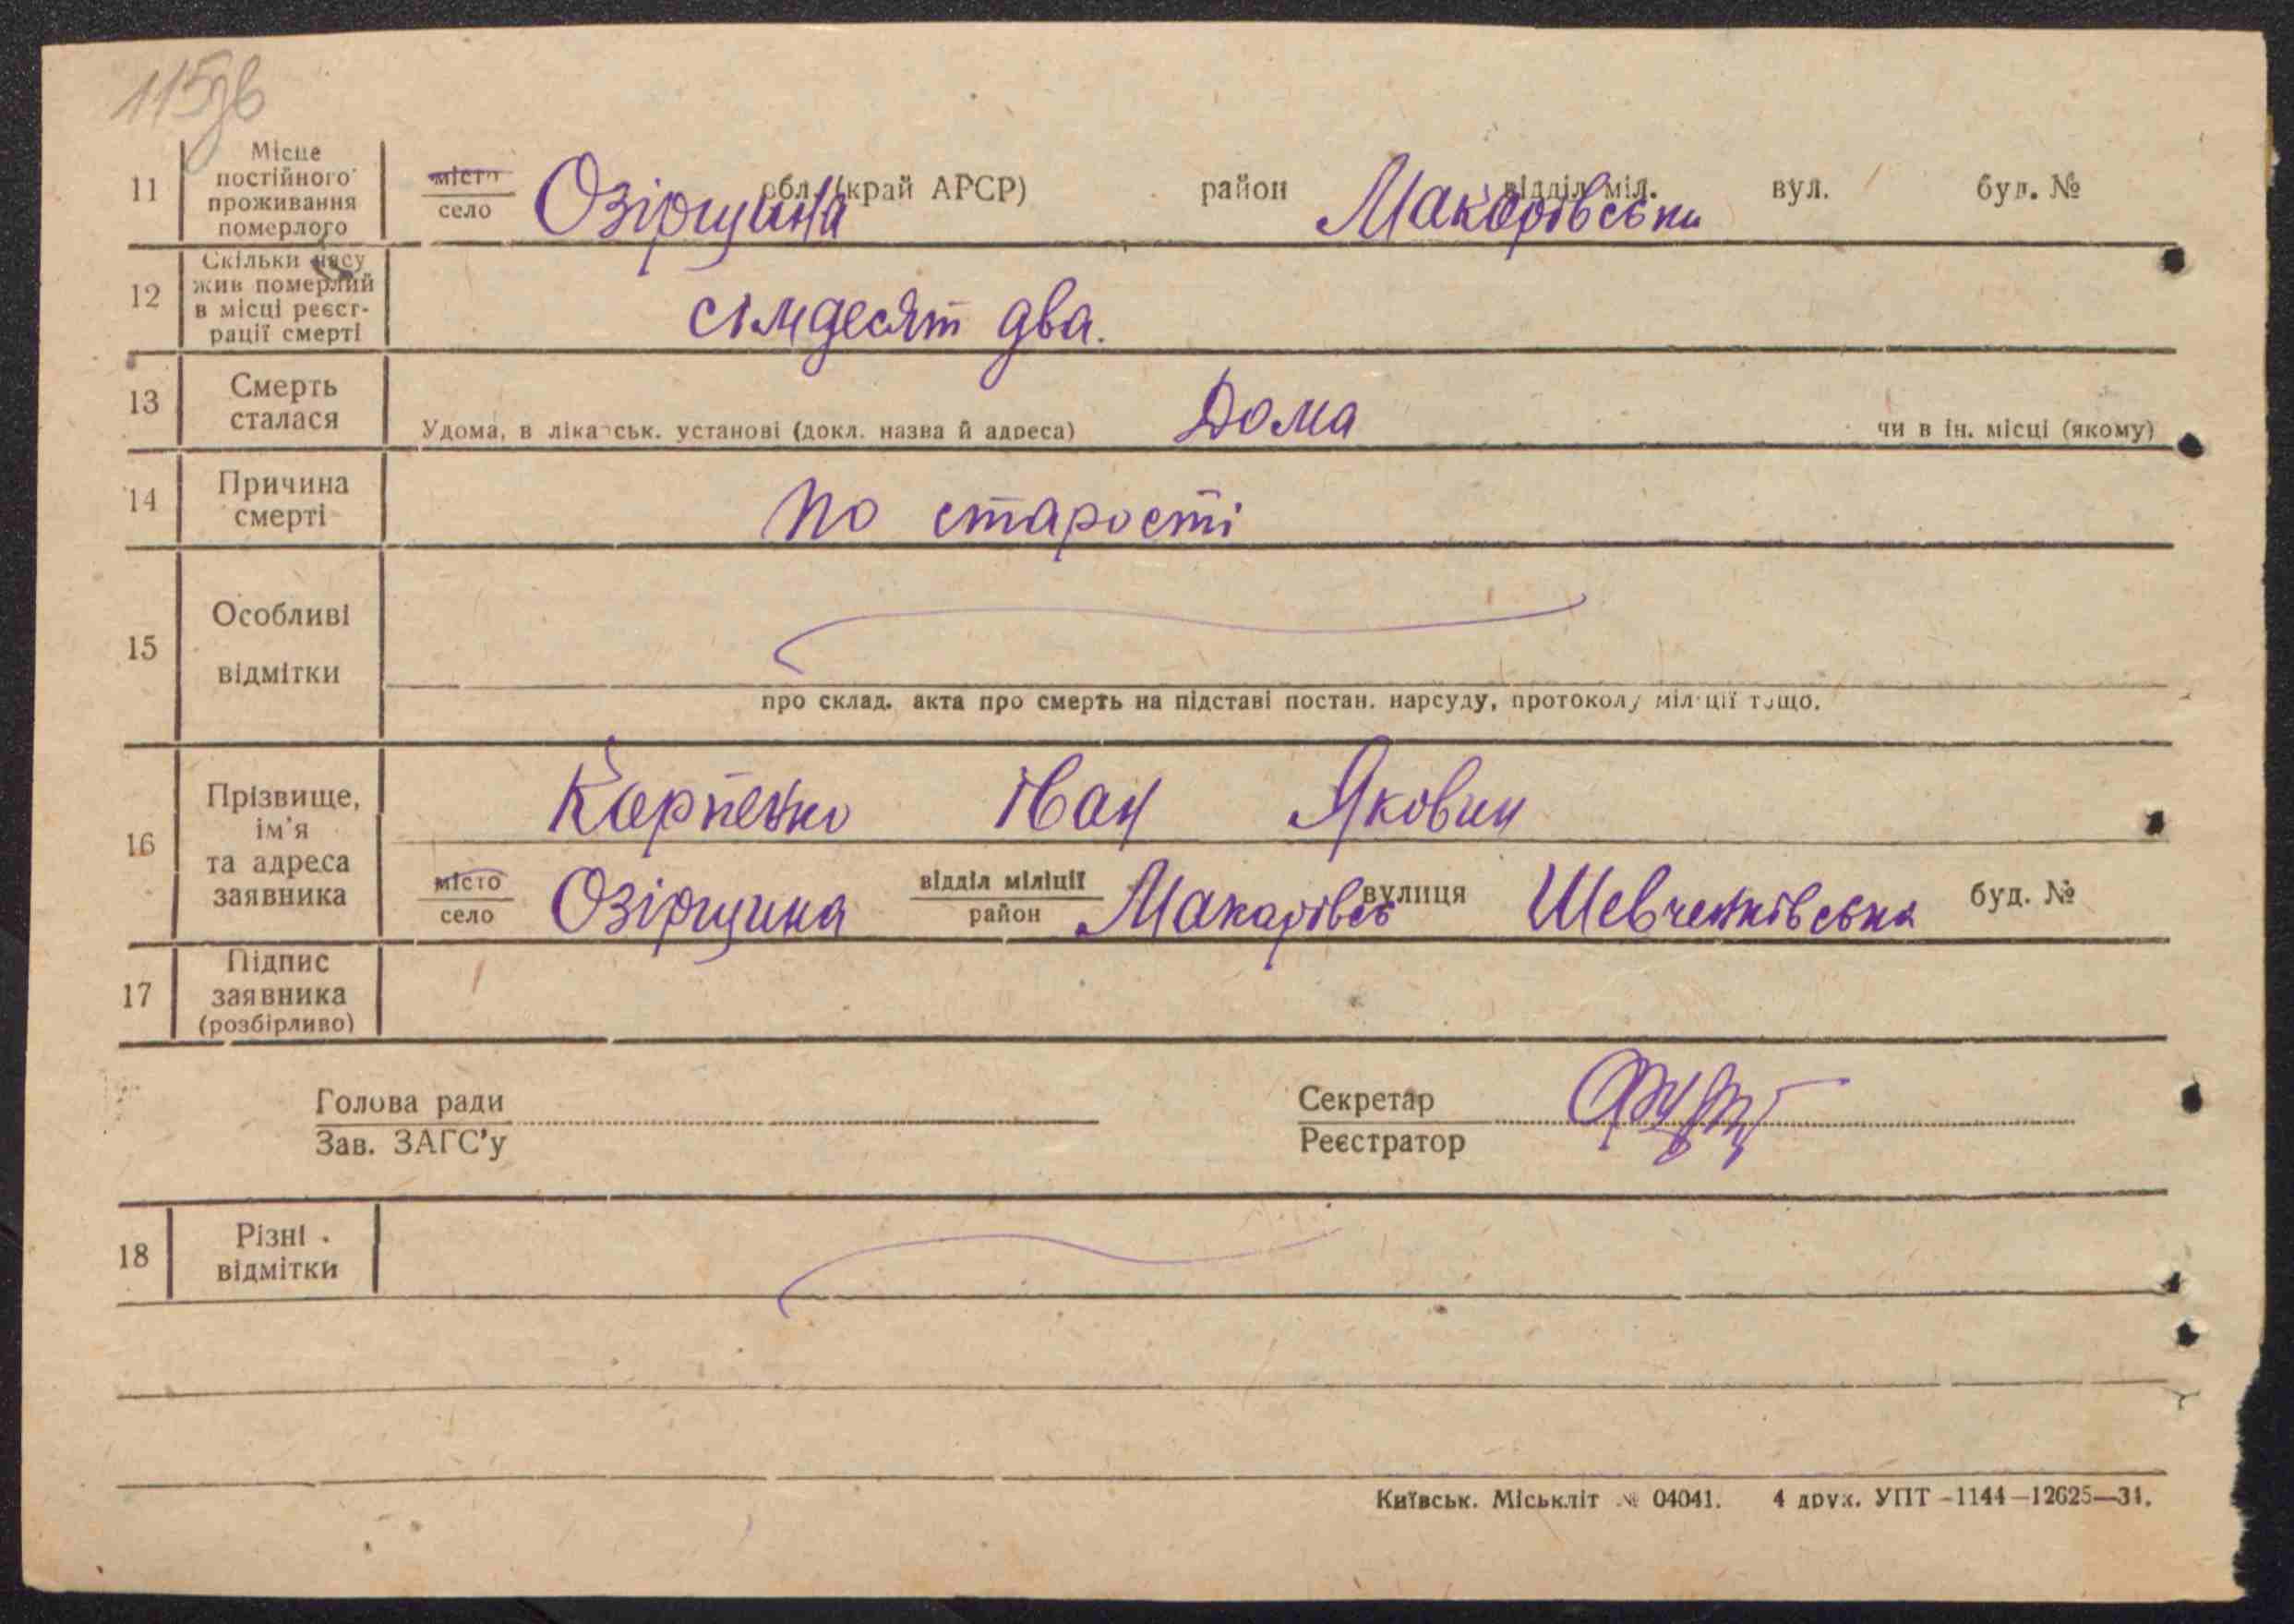 115зв
11 Місце постійного проживання померлого місто село Озірщина обл. (край АРСР) район Макарівськи відділ міл. вул. буд. №
12 Скільки часу жив померлий в місці реєстрації смерті сімдесят два.
13 Смерть сталася Удома, в лікарськ. установі (докл. назва й адреса) Дома чи в ін. місці (якому)
14 Причина смерті по старості
15 Особливі відмітки
про склад. акта про смерть на підставі постан. нарсуду, протоколу міліції тощо.
16 Прізвище, ім'я та адреса заявника Карпенко Іван Якович
місто село Озірщина відділ міліції район Макарівсь вулиця Шевченківська буд. №
17 Підпис заявника (розбірливо)
Голова ради Секретар
Зав. ЗАГС'у Реєстратор
18 Різні відмітки
Київськ. Міськліт № 04041. 4 друк. УПТ–1144–12625–34.